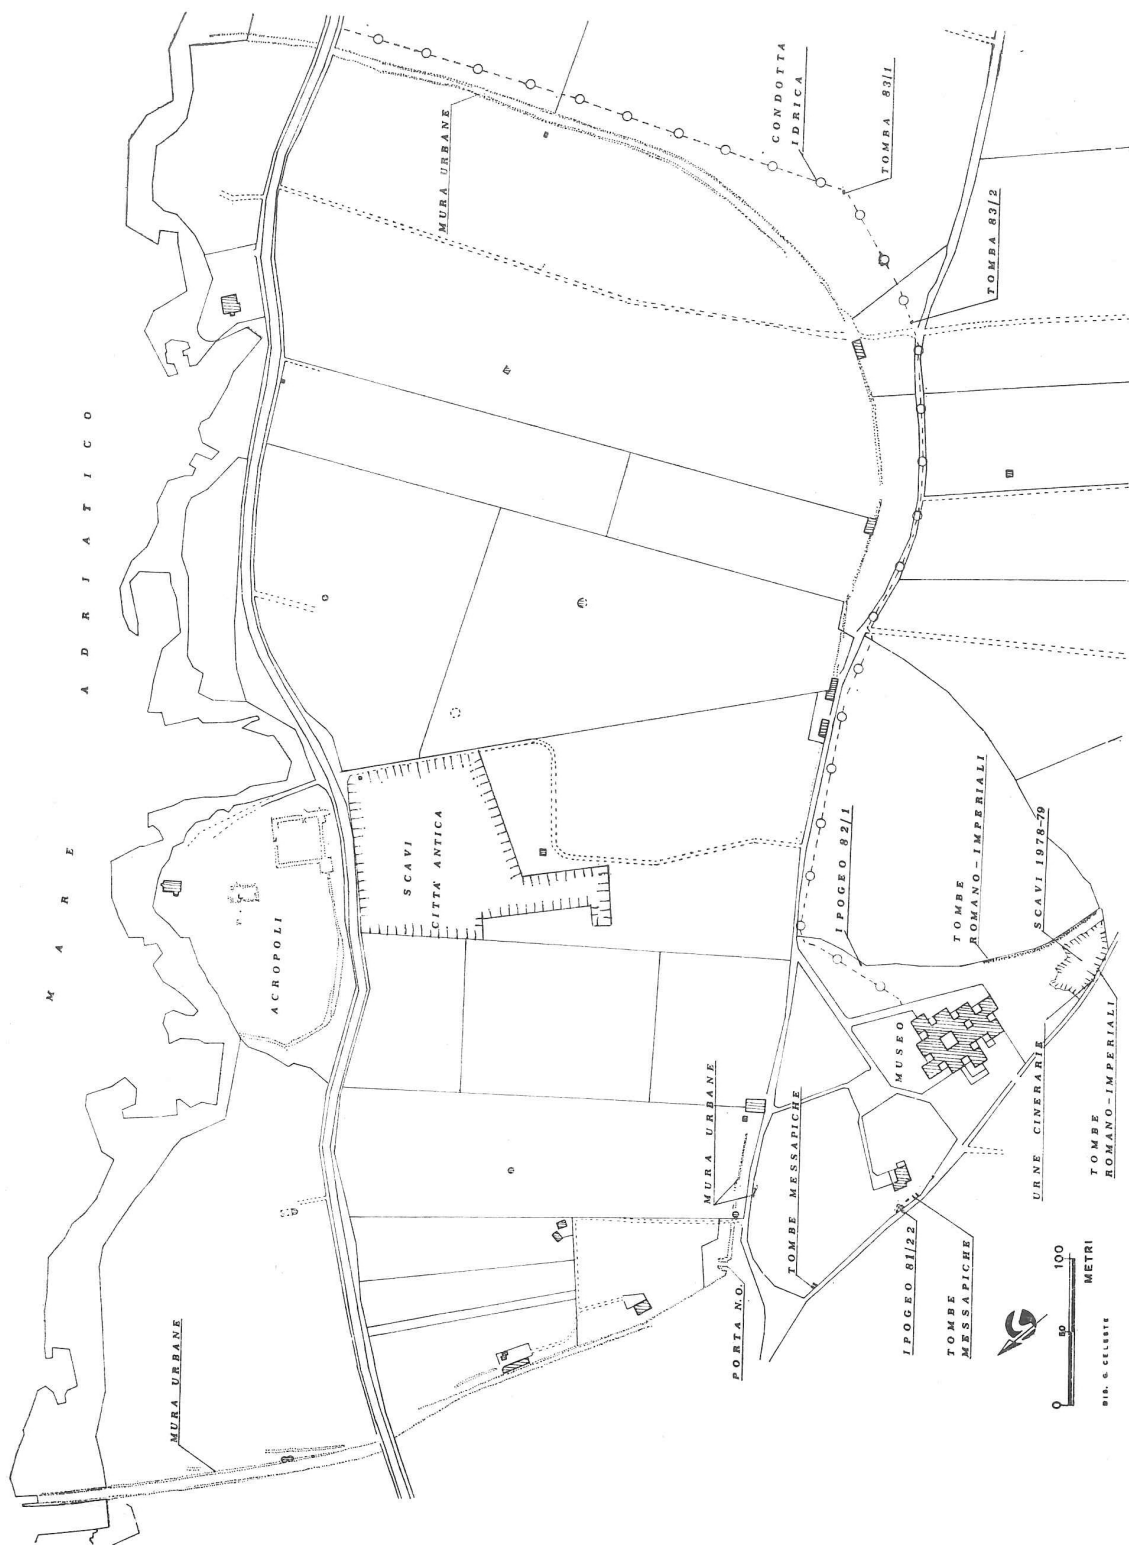 MARE
ADRIATICO
MURA URBANE
ACROPOLI
SCAVI
CITTA' ANTICA
MURA URBANE
CONDOTTA
IDRICA
TOMBA 83/1
TOMBA 83/2
PORTA N.O.
MURA URBANE
TOMBE MESSAPICHE
IPOGEO 81/22
TOMBE
MESSAPICHE
MUSEO
IPOGEO 82/1
TOMBE
ROMANO-IMPERIALI
SCAVI 1978-79
URNE CINERARIE
TOMBE
ROMANO-IMPERIALI
0 50 100
METRI
DIS. G. CELESTE